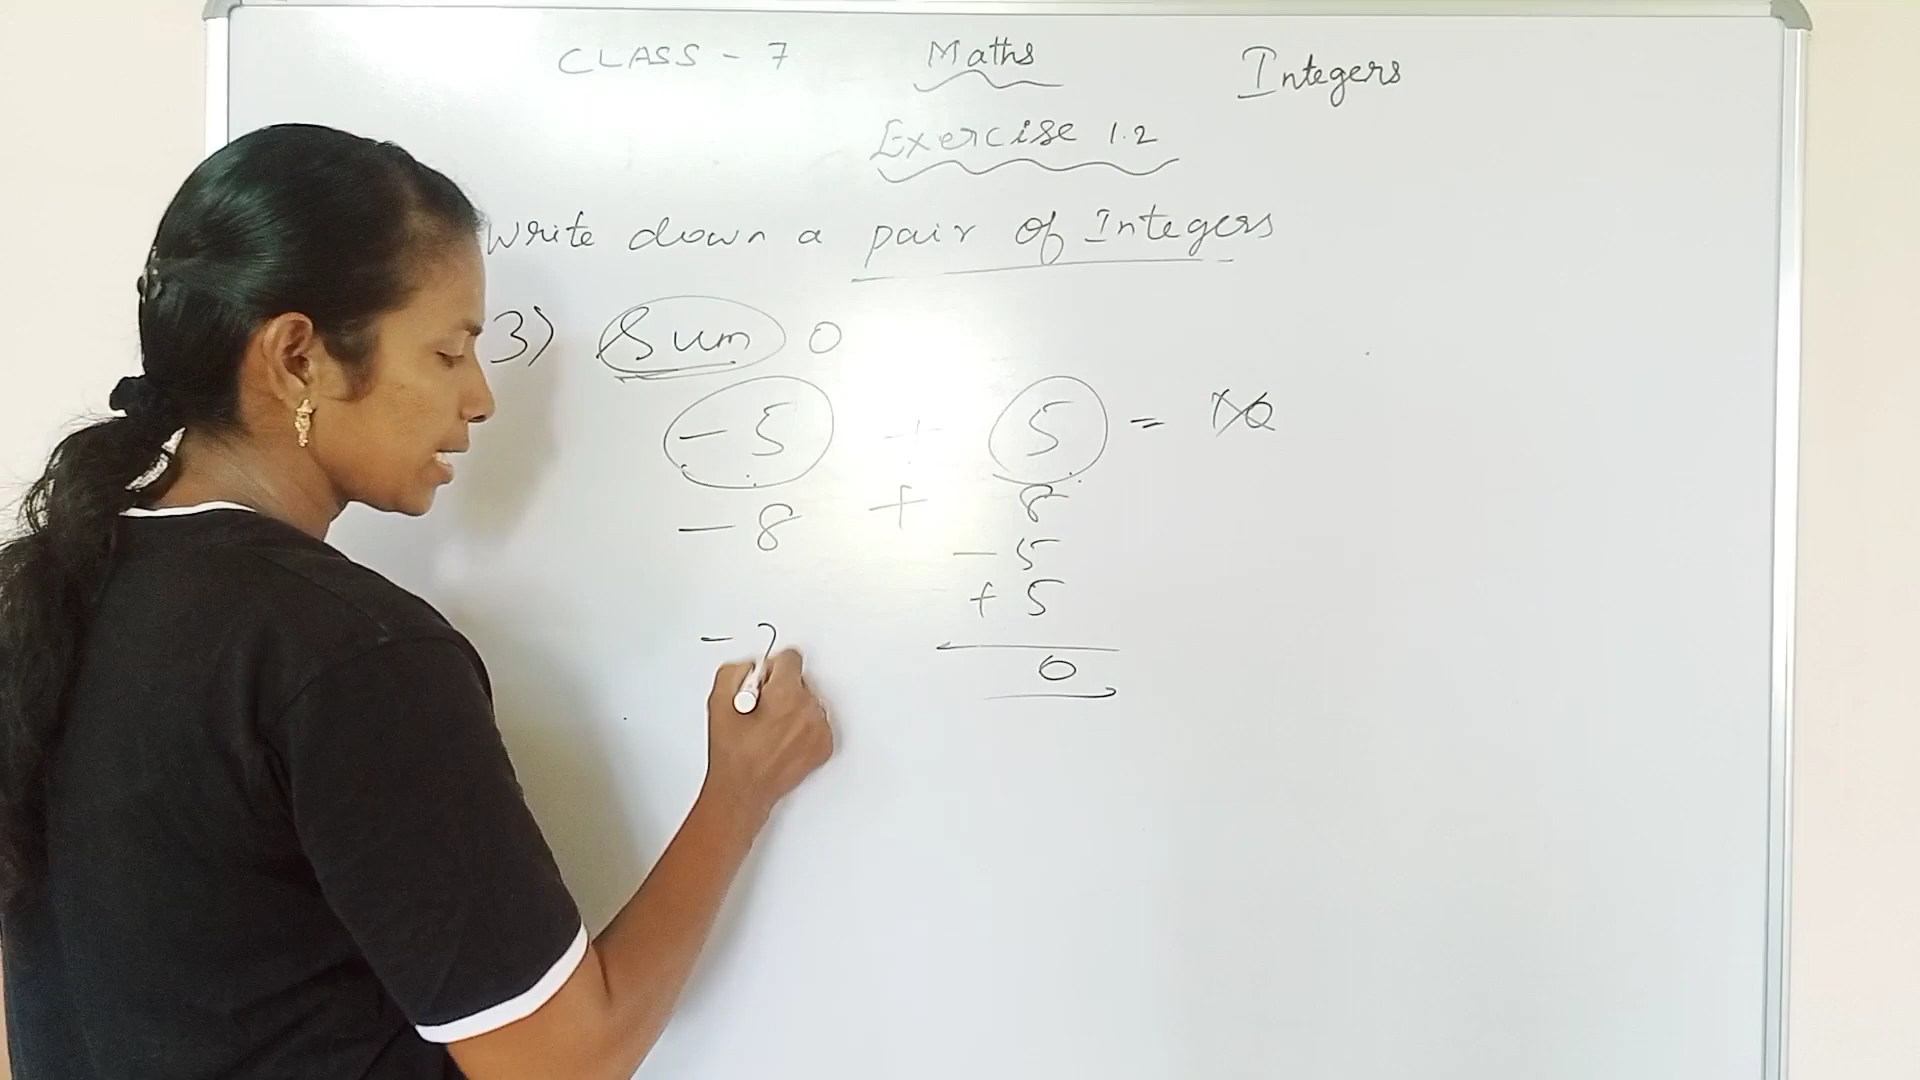 CLASS - 7 Maths Integers
Exercise 1.2
Write down a pair of Integers
3) Sum 0
-5 + 5 =
-8 + 8
-5
+5
0
-7